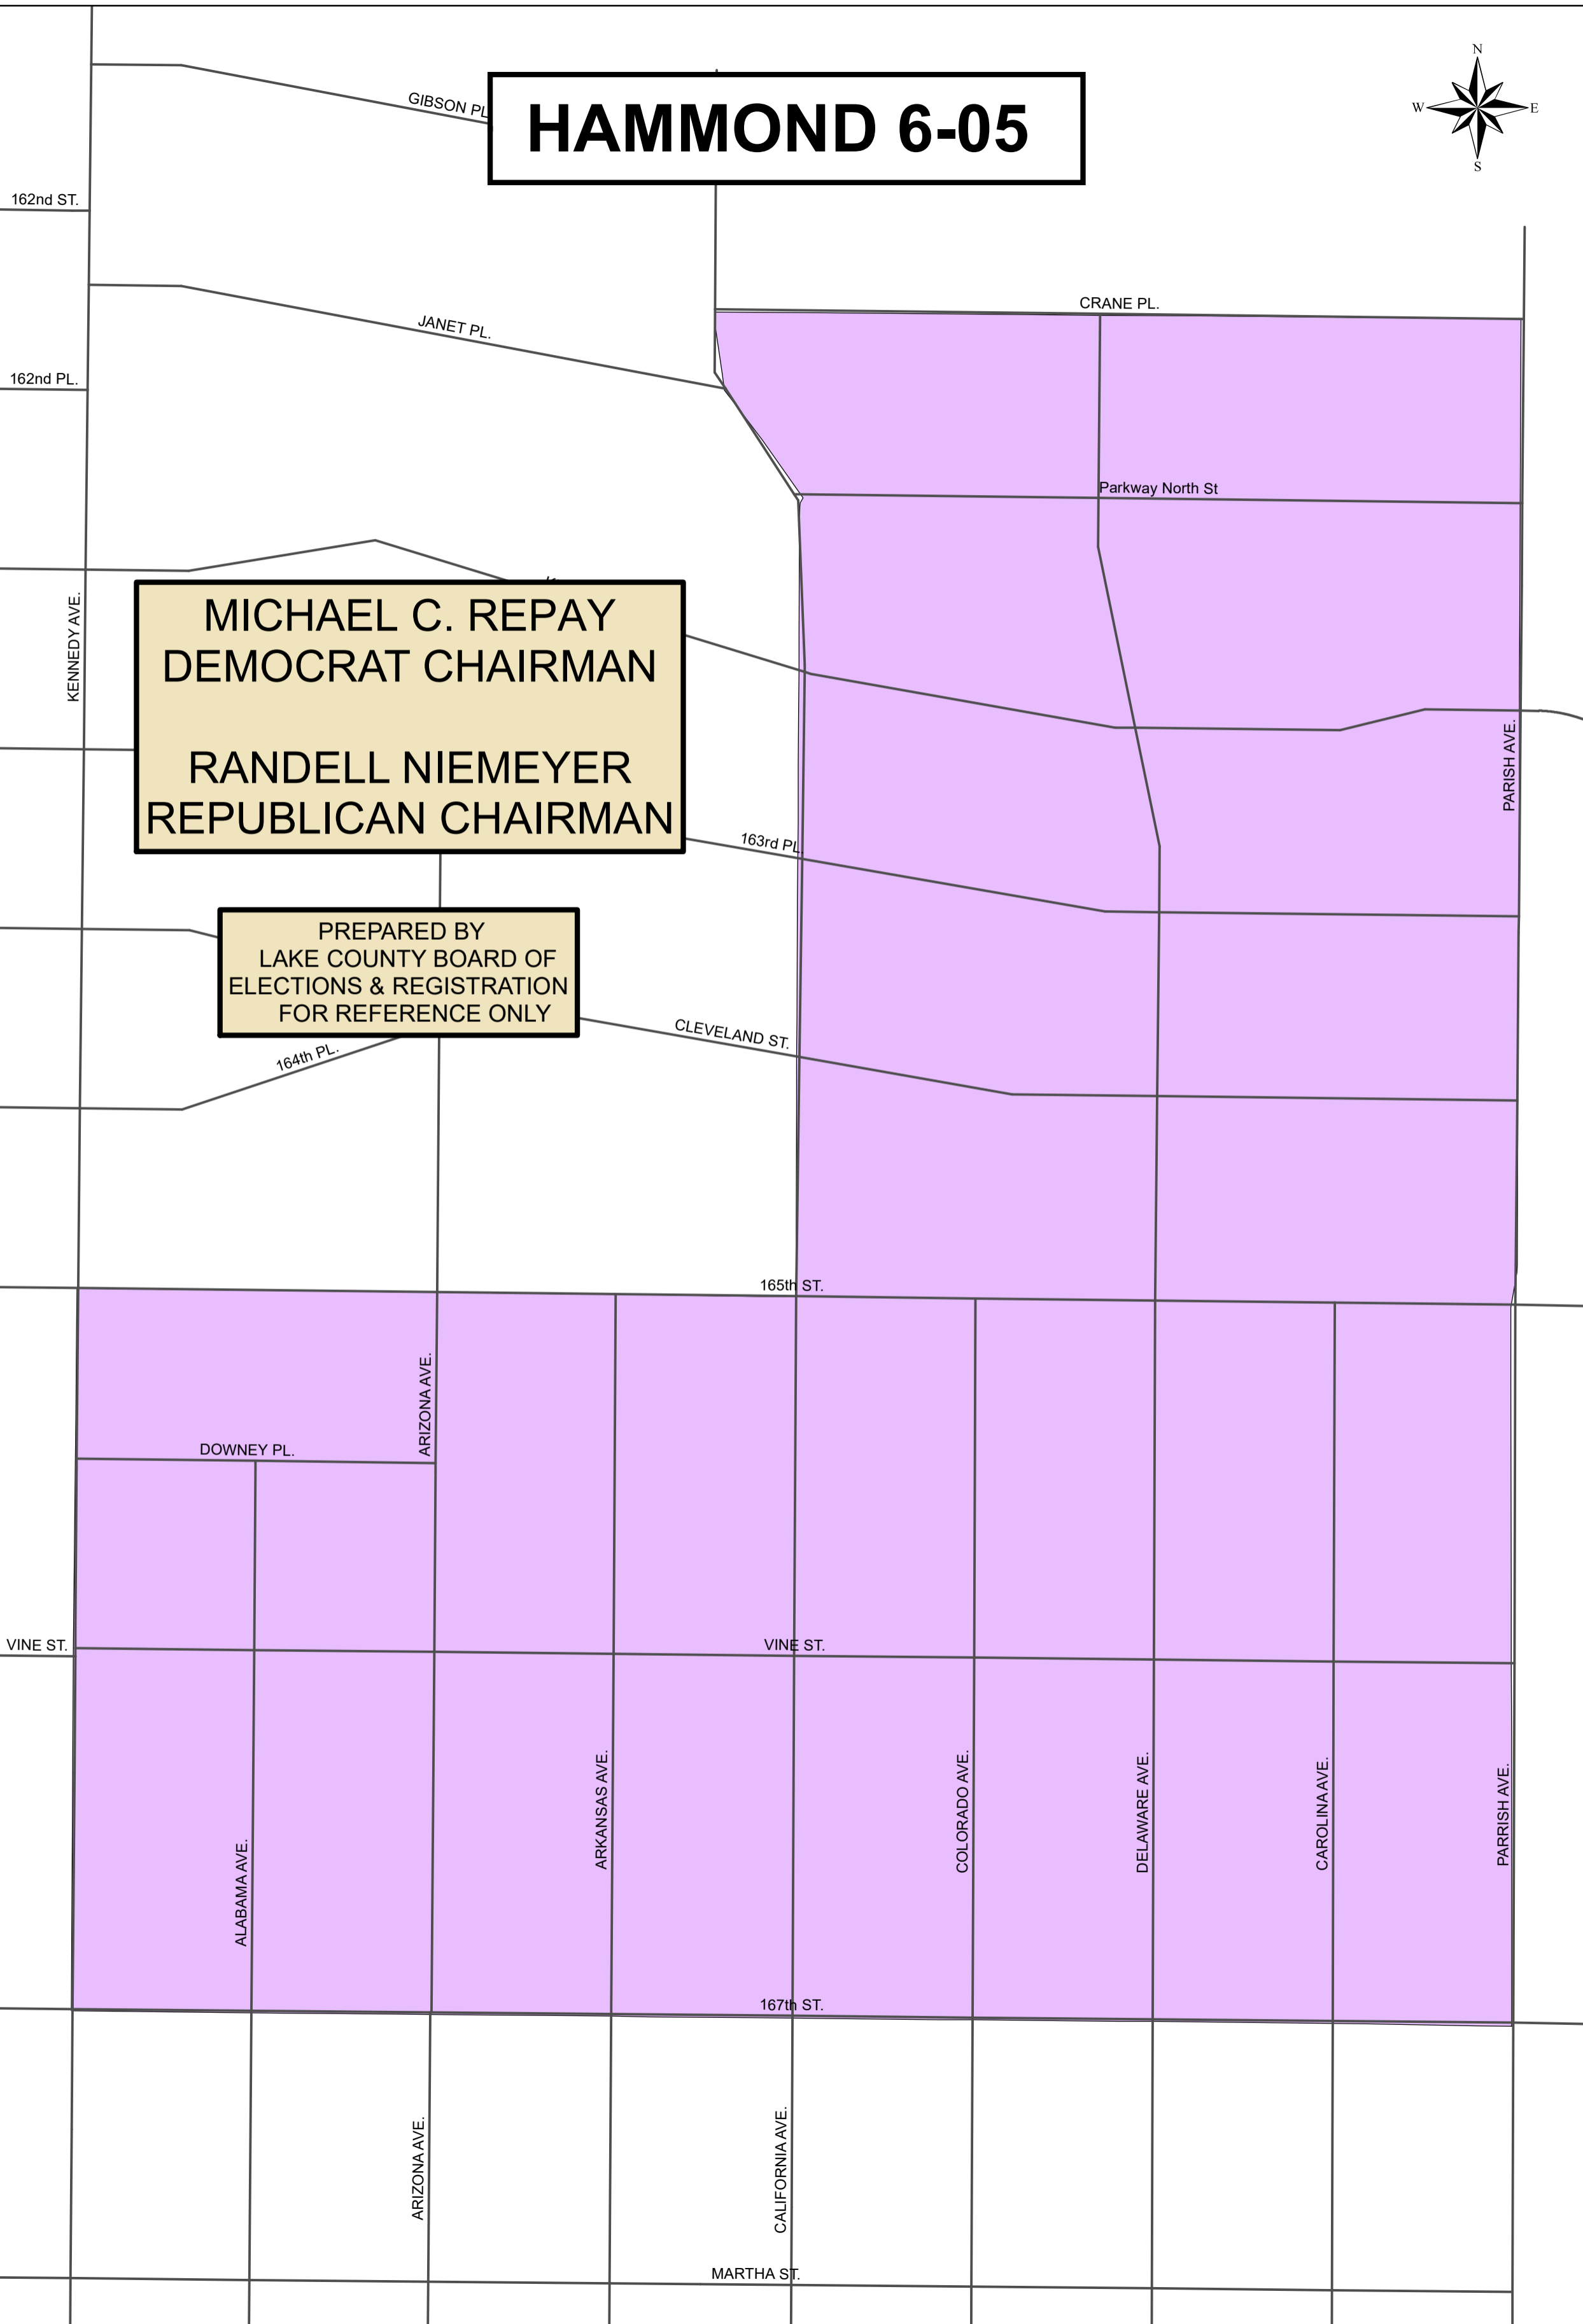 N
GIBSON PL
HAMMOND 6-05
W
E
S
162nd ST.
CRANE PL.
JANET PL.
162nd PL.
Parkway North St
KENNEDY AVE.
MICHAEL C. REPAY
DEMOCRAT CHAIRMAN
RANDELL NIEMEYER
REPUBLICAN CHAIRMAN
PARISH AVE.
163rd PL.
PREPARED BY
LAKE COUNTY BOARD OF
ELECTIONS & REGISTRATION
FOR REFERENCE ONLY
CLEVELAND ST.
164th PL.
165th ST.
ARIZONA AVE.
DOWNEY PL.
VINE ST.
VINE ST.
ARKANSAS AVE.
COLORADO AVE.
DELAWARE AVE.
CAROLINA AVE.
PARRISH AVE.
ALABAMA AVE.
167th ST.
ARIZONA AVE.
CALIFORNIA AVE.
MARTHA ST.